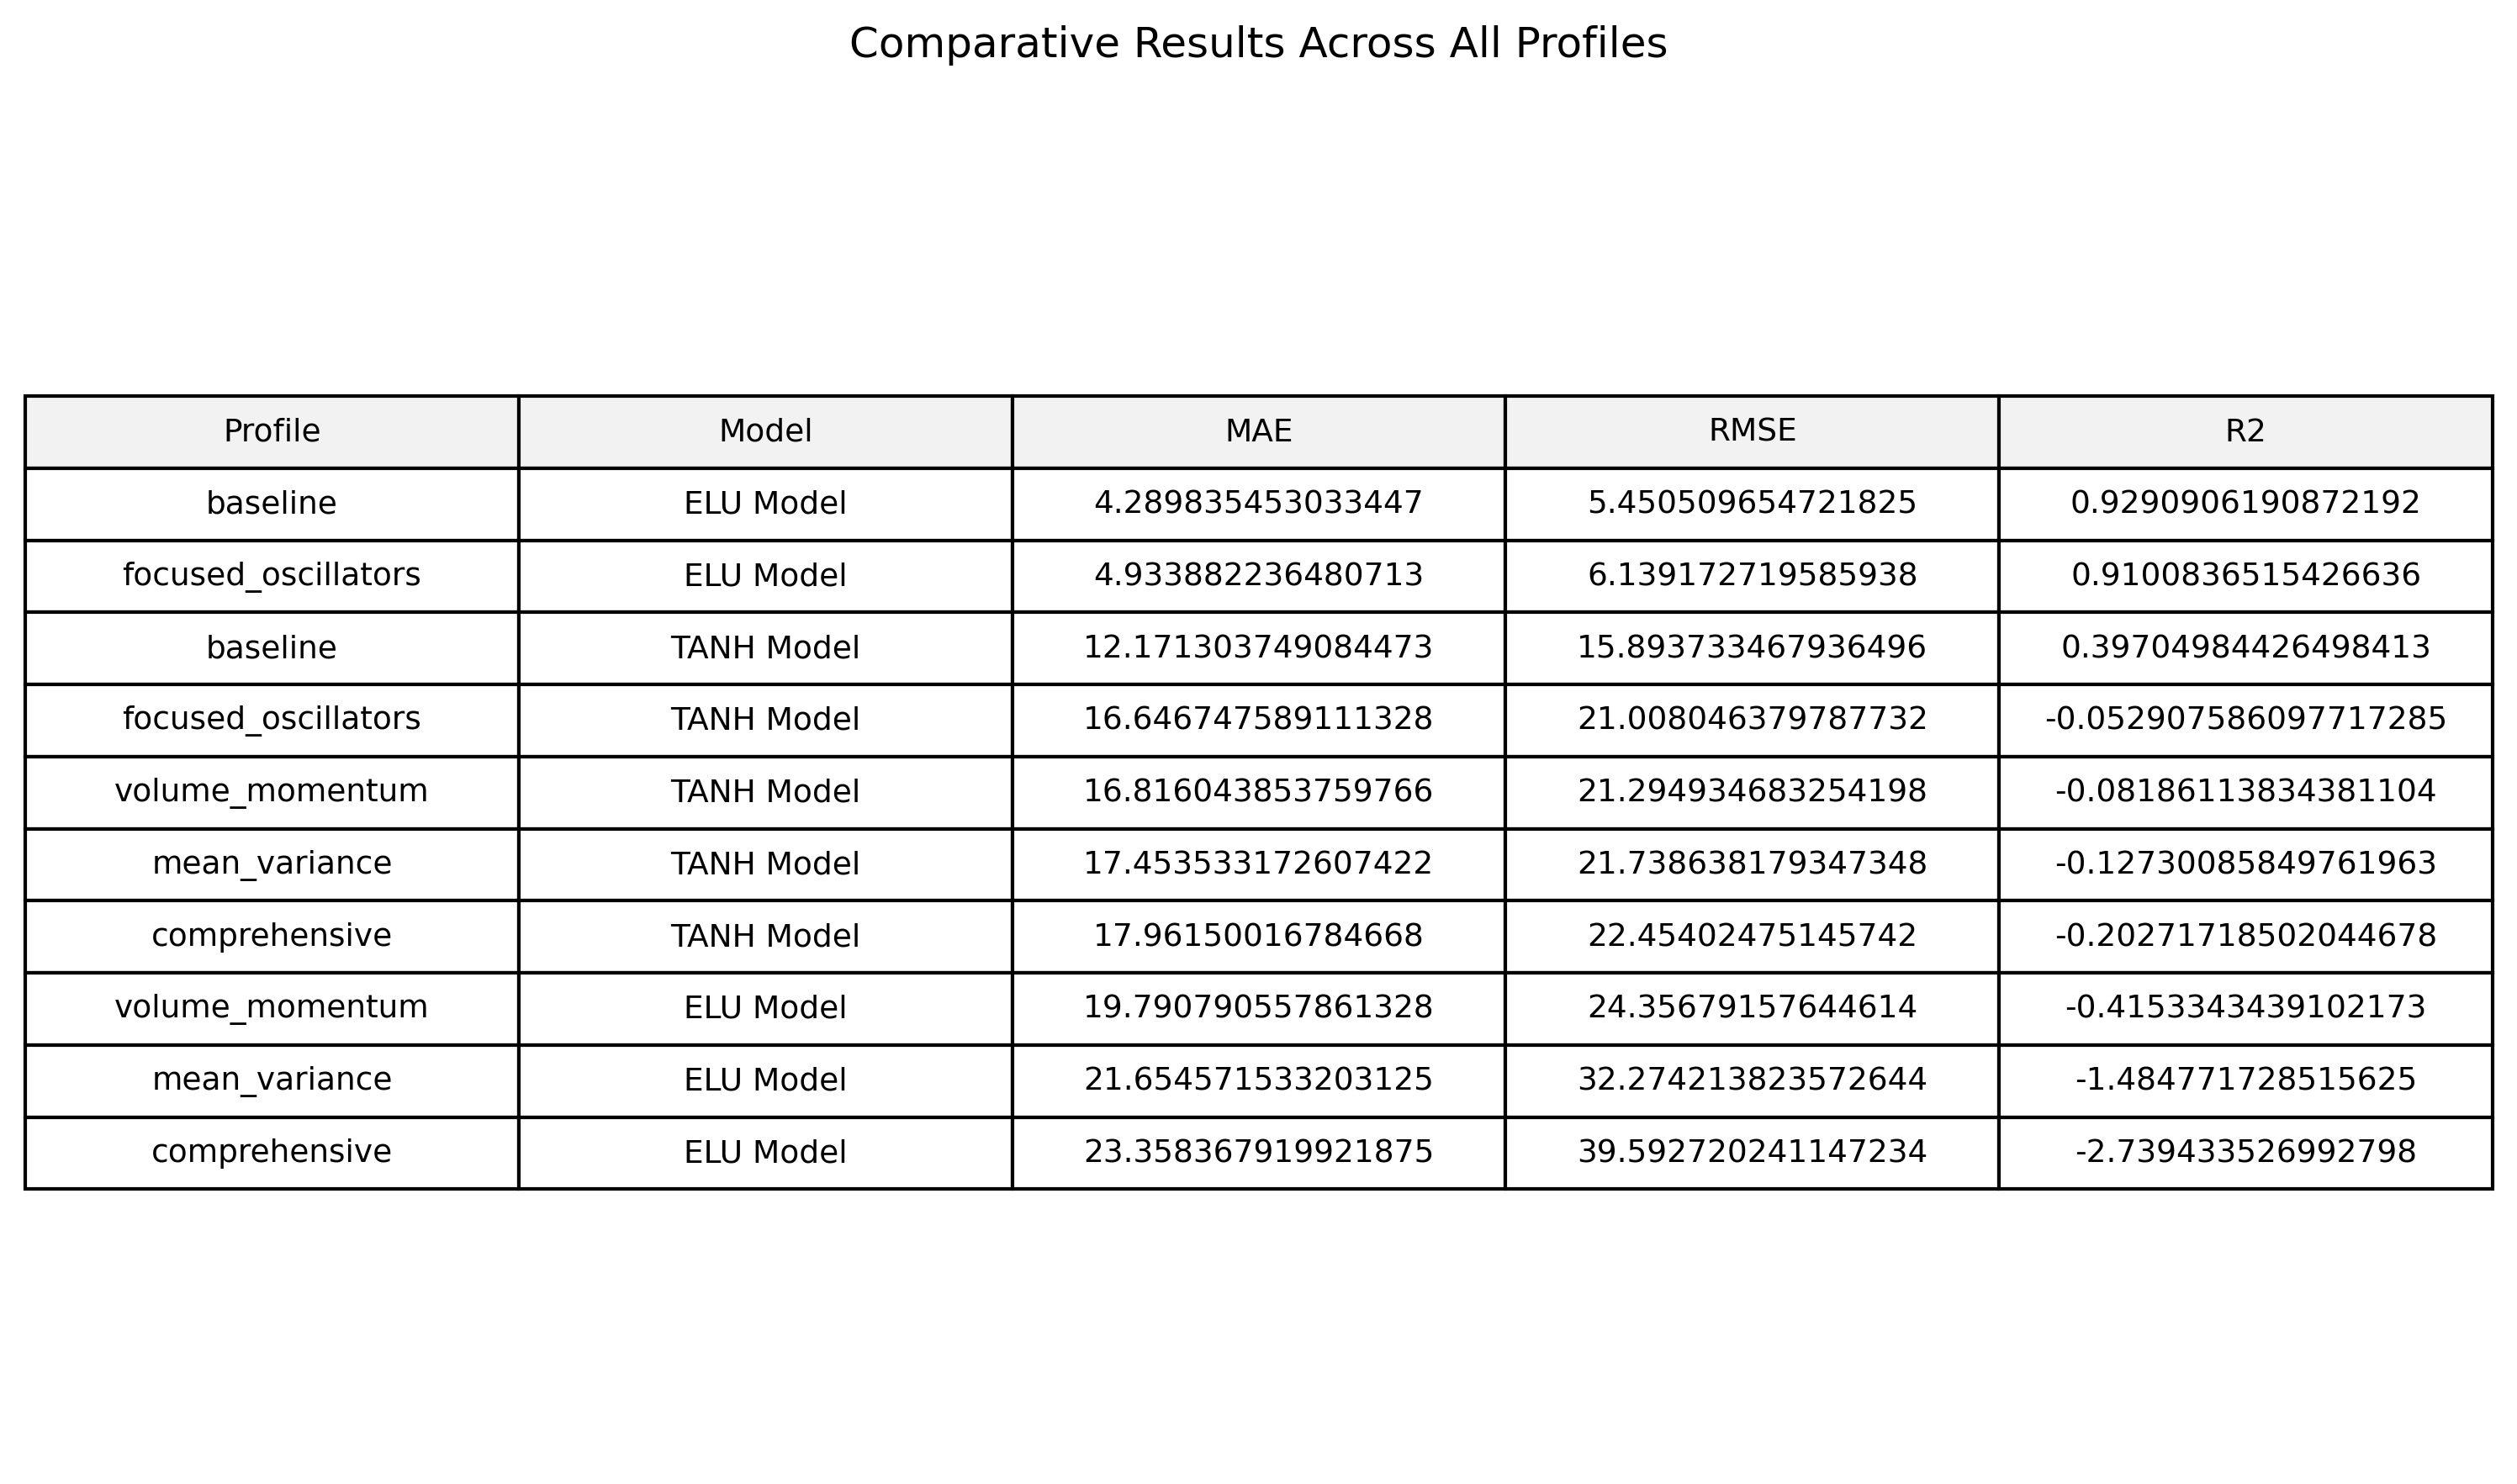 Comparative Results Across All Profiles
Profile Model MAE RMSE R2
baseline ELU Model 4.289835453033447 5.450509654721825 0.9290906190872192
focused_oscillators ELU Model 4.933882236480713 6.139172719585938 0.9100836515426636
baseline TANH Model 12.171303749084473 15.893733467936496 0.39704984426498413
focused_oscillators TANH Model 16.646747589111328 21.008046379787732 -0.052907586097717285
volume_momentum TANH Model 16.816043853759766 21.294934683254198 -0.08186113834381104
mean_variance TANH Model 17.453533172607422 21.738638179347348 -0.12730085849761963
comprehensive TANH Model 17.96150016784668 22.45402475145742 -0.20271718502044678
volume_momentum ELU Model 19.790790557861328 24.35679157644614 -0.4153343439102173
mean_variance ELU Model 21.654571533203125 32.274213823572644 -1.484771728515625
comprehensive ELU Model 23.358367919921875 39.592720241147234 -2.739433526992798